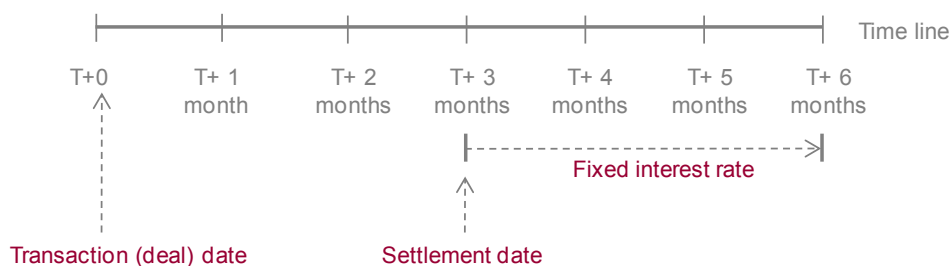 Time line
T+0 T+ 1 T+ 2 T+ 3 T+ 4 T+ 5 T+ 6
month months months months months months
Fixed interest rate
Transaction (deal) date Settlement date